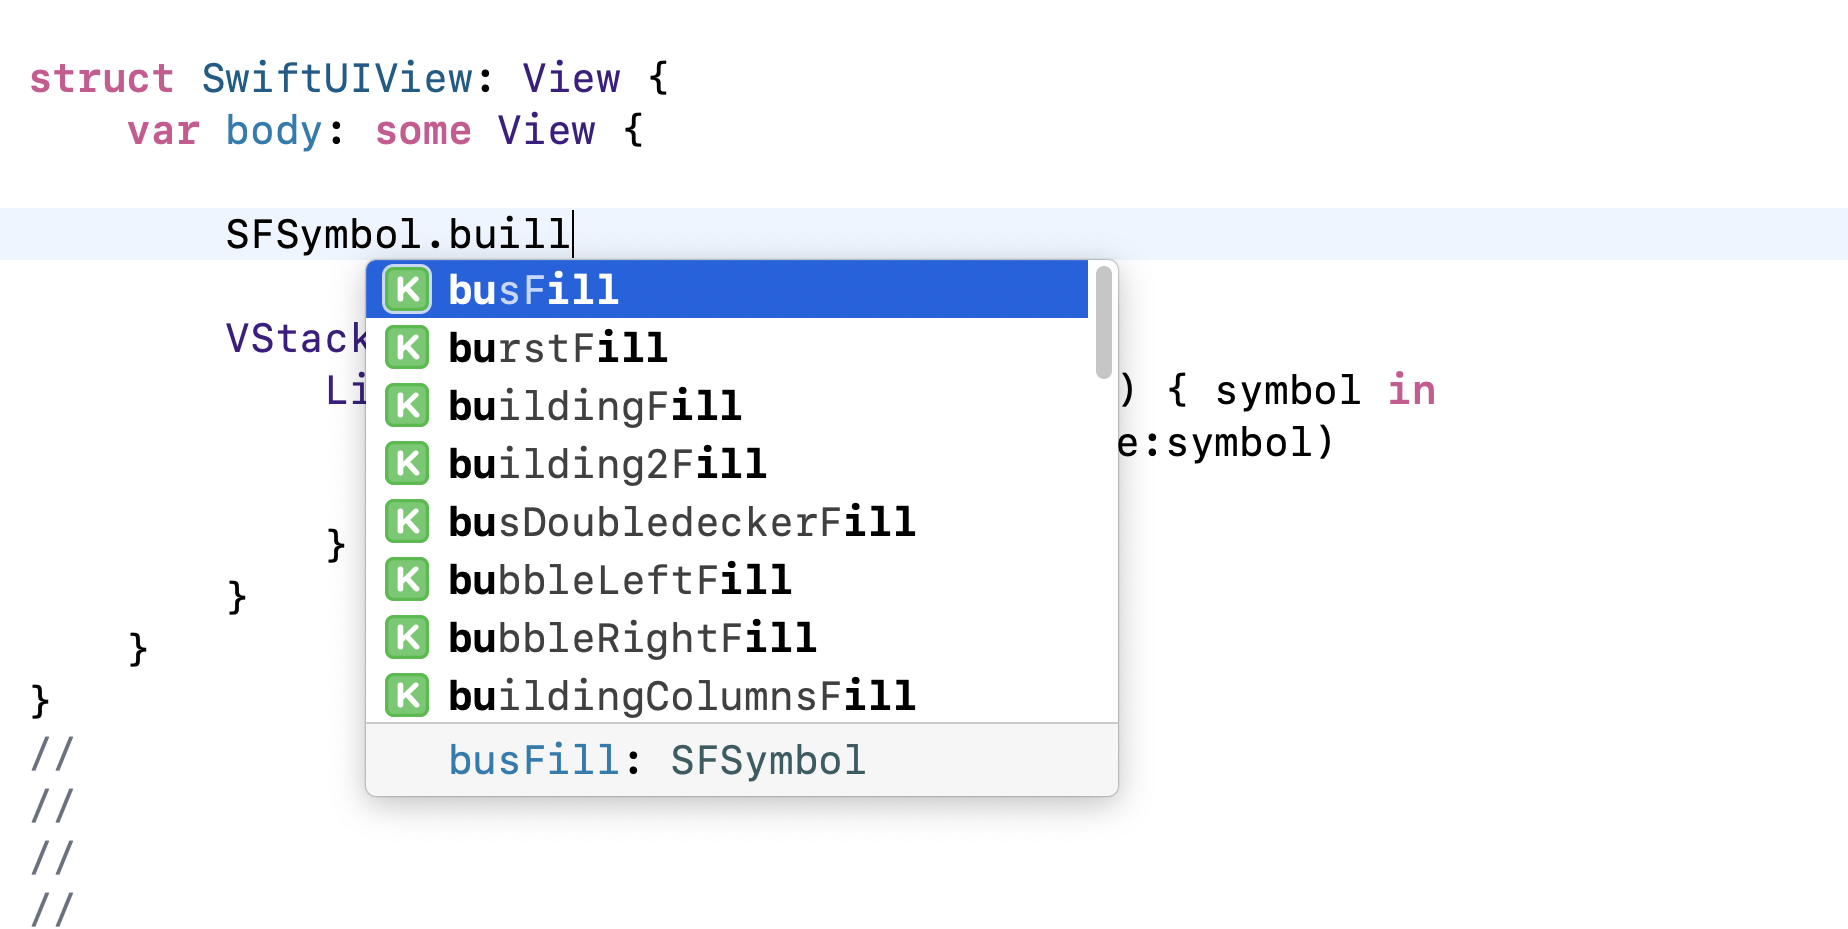 struct SwiftUIView: View {
var body: some View {
SFSymbol.buill
K busFill
K burstFill
VStack
K buildingFill
Li ) { symbol in
K building2Fill
e:symbol)
K busDoubledeckerFill
}
K bubbleLeftFill
}
K bubbleRightFill
}
K buildingColumnsFill
}
busFill: SFSymbol
//
//
//
//